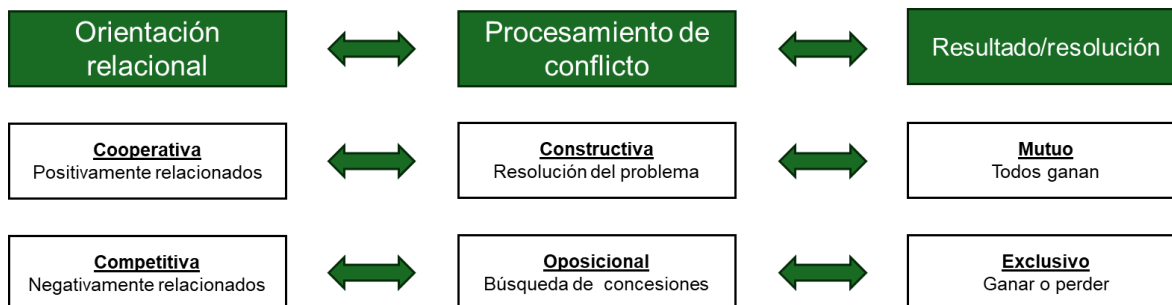 Orientación
relacional
Procesamiento de
conflicto
Resultado/resolución
Cooperativa
Positivamente relacionados
Constructiva
Resolución del problema
Mutuo
Todos ganan
Competitiva
Negativamente relacionados
Oposicional
Búsqueda de concesiones
Exclusivo
Ganar o perder